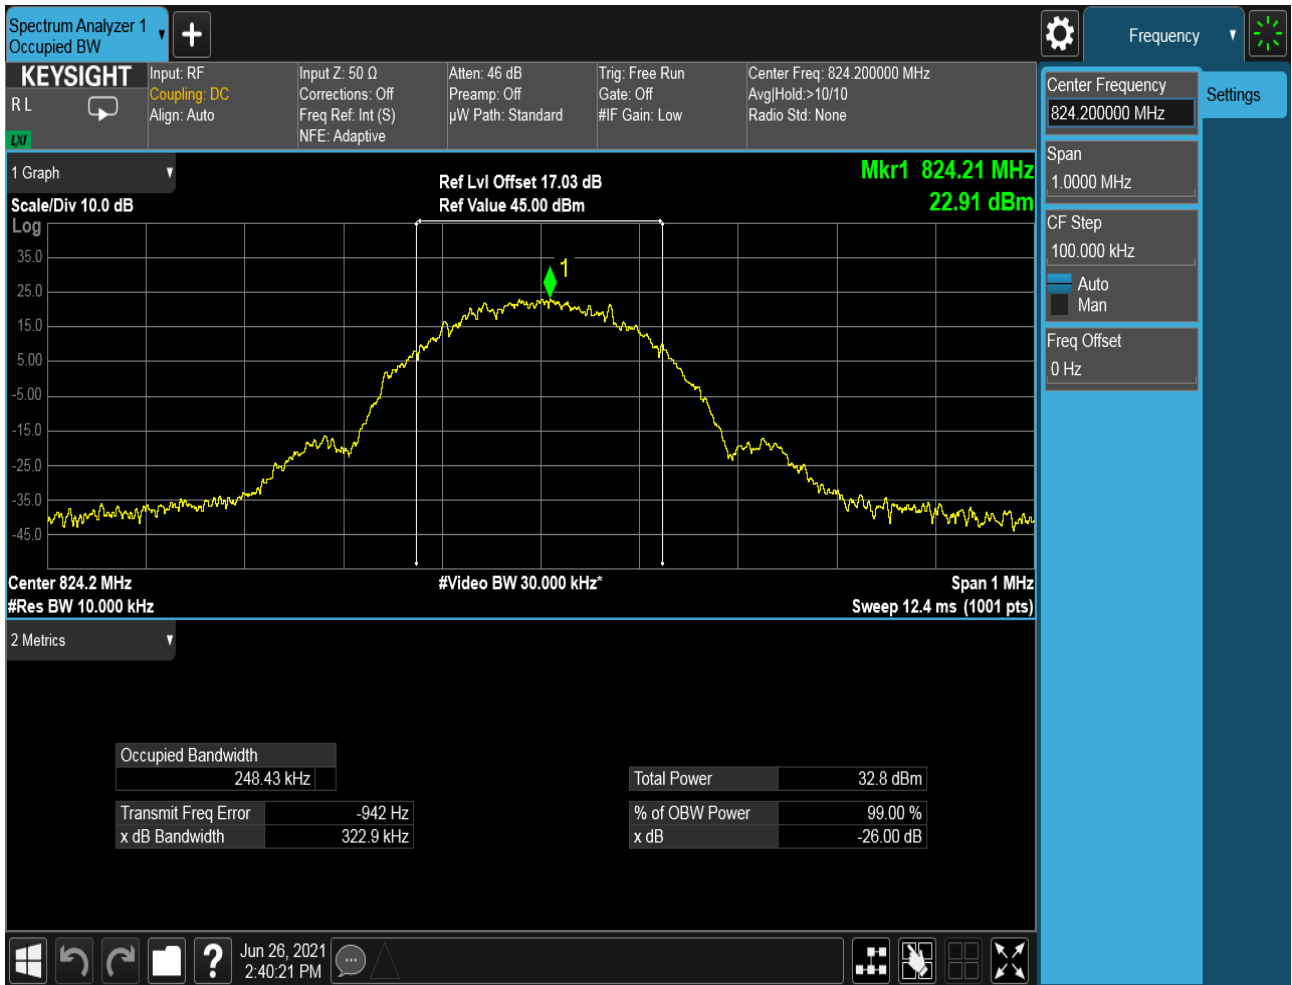 Spectrum Analyzer 1
Occupied BW
Frequency
KEYSIGHT
R L
LXI
Input: RF
Coupling: DC
Align: Auto
Input Z: 50 Ω
Corrections: Off
Freq Ref: Int (S)
NFE: Adaptive
Atten: 46 dB
Preamp: Off
µW Path: Standard
Trig: Free Run
Gate: Off
#IF Gain: Low
Center Freq: 824.200000 MHz
Avg|Hold:>10/10
Radio Std: None
Center Frequency
824.200000 MHz
Settings
Span
1.0000 MHz
CF Step
100.000 kHz
Auto
Man
Freq Offset
0 Hz
1 Graph
Ref Lvl Offset 17.03 dB
Mkr1 824.21 MHz
Scale/Div 10.0 dB
Ref Value 45.00 dBm
22.91 dBm
Log
35.0
25.0
15.0
5.00
-5.00
-15.0
-25.0
-35.0
-45.0
1
Center 824.2 MHz
#Video BW 30.000 kHz*
Span 1 MHz
#Res BW 10.000 kHz
Sweep 12.4 ms (1001 pts)
2 Metrics
Occupied Bandwidth
248.43 kHz
Total Power 32.8 dBm
Transmit Freq Error -942 Hz
% of OBW Power 99.00 %
x dB Bandwidth 322.9 kHz
x dB -26.00 dB
Jun 26, 2021
2:40:21 PM